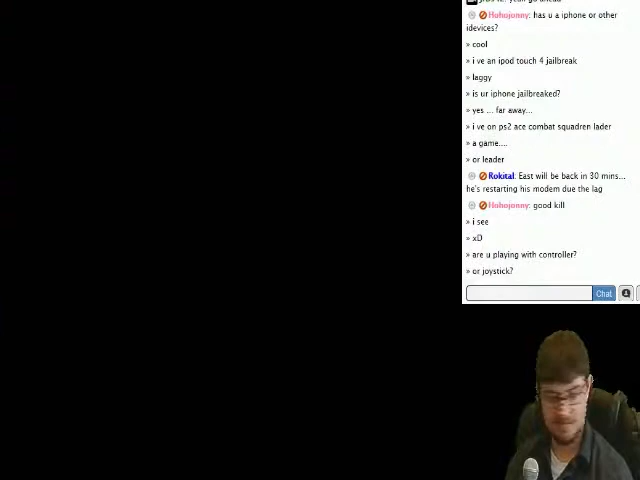 yeah go ahead
Hohojonny: has u a iphone or other
idevices?
» cool
» i ve an ipod touch 4 jailbreak
» laggy
» is ur iphone jailbreaked?
» yes ... far away...
» i ve on ps2 ace combat squadren lader
» a game....
» or leader
Rokital: East will be back in 30 mins...
he's restarting his modem due the lag
Hohojonny: good kill
» i see
» xD
» are u playing with controller?
» or joystick?
Chat